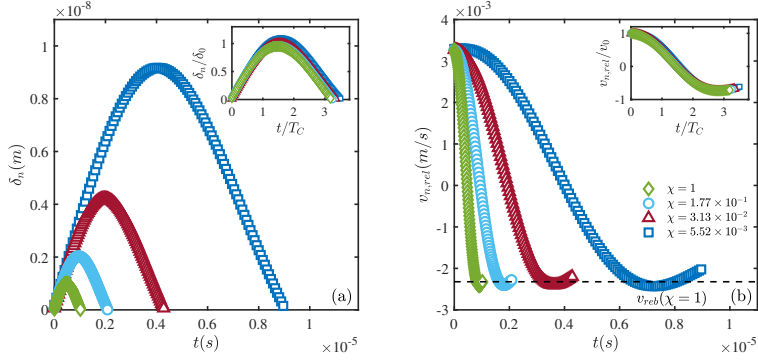 ×10⁻⁸
1
0.8
0.6
0.4
0.2
0
δₙ(m)
0 0.2 0.4 0.6 0.8 1
t(s)
×10⁻⁵
(a)
δₙ/δ₀
1
0.5
0
0 1 2 3
t/T_C
×10⁻³
4
3
2
1
0
-1
-2
-3
-4
v_{n,rel}(m/s)
0 0.2 0.4 0.6 0.8 1
t(s)
×10⁻⁵
(b)
v_{n,rel}/v₀
1
0
-1
0 1 2 3
t/T_C
χ = 1
χ = 1.77 × 10⁻¹
χ = 3.13 × 10⁻²
χ = 5.52 × 10⁻³
v_{reb}(χ = 1)